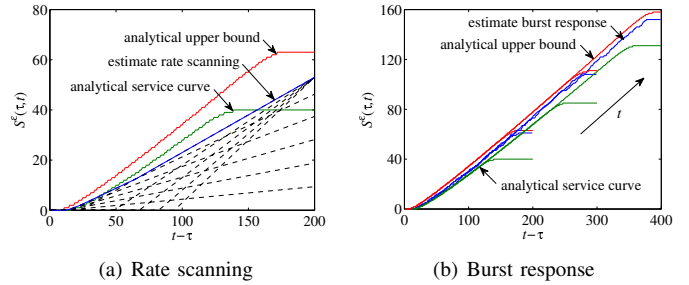 80
60
40
20
0
S^ε(τ,t)
analytical upper bound
estimate rate scanning
analytical service curve
0 50 100 150 200
t−τ
(a) Rate scanning
160
120
80
40
0
S^ε(τ,t)
estimate burst response
analytical upper bound
t
analytical service curve
0 100 200 300 400
t−τ
(b) Burst response